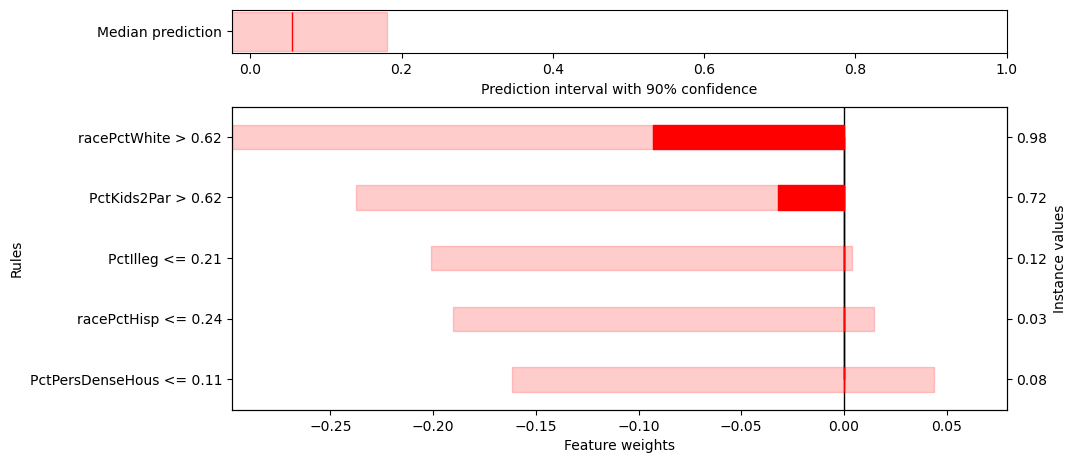 Median prediction
0.0 0.2 0.4 0.6 0.8 1.0
Prediction interval with 90% confidence
Rules
racePctWhite > 0.62 0.98
PctKids2Par > 0.62 0.72
PctIlleg <= 0.21 0.12
racePctHisp <= 0.24 0.03
PctPersDenseHous <= 0.11 0.08
Instance values
−0.25 −0.20 −0.15 −0.10 −0.05 0.00 0.05
Feature weights